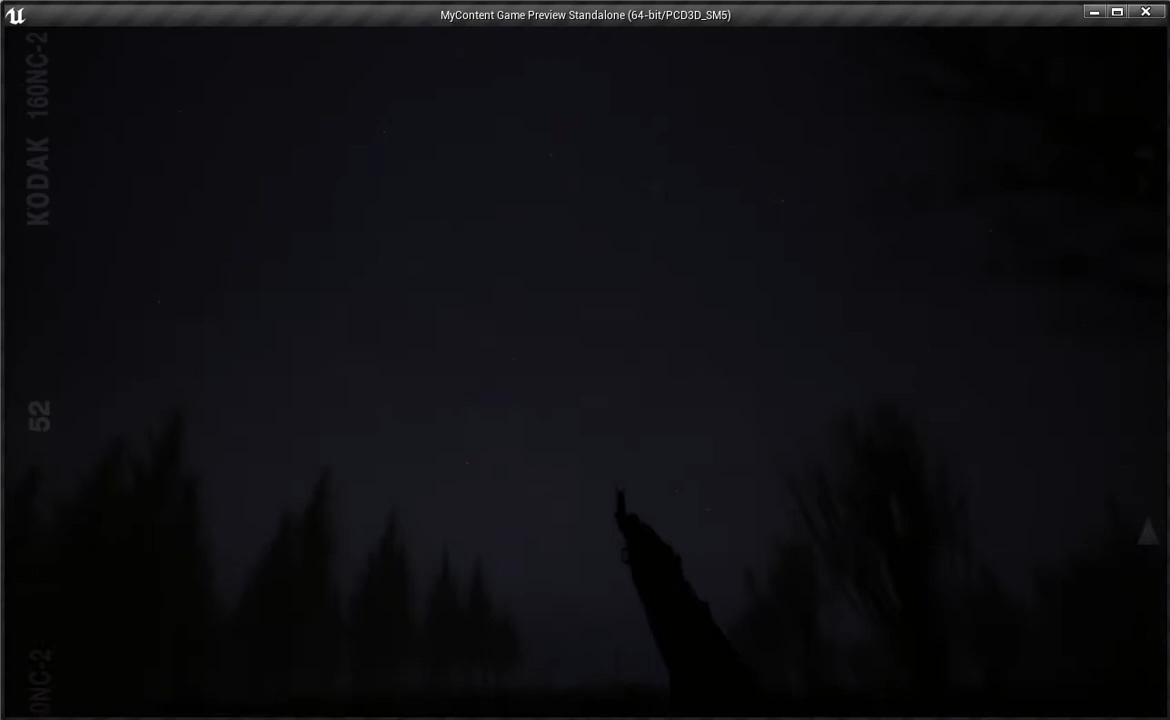 MyContent Game Preview Standalone (64-bit/PCD3D_SM5)
KODAK 160NC-2
52
0NC-2